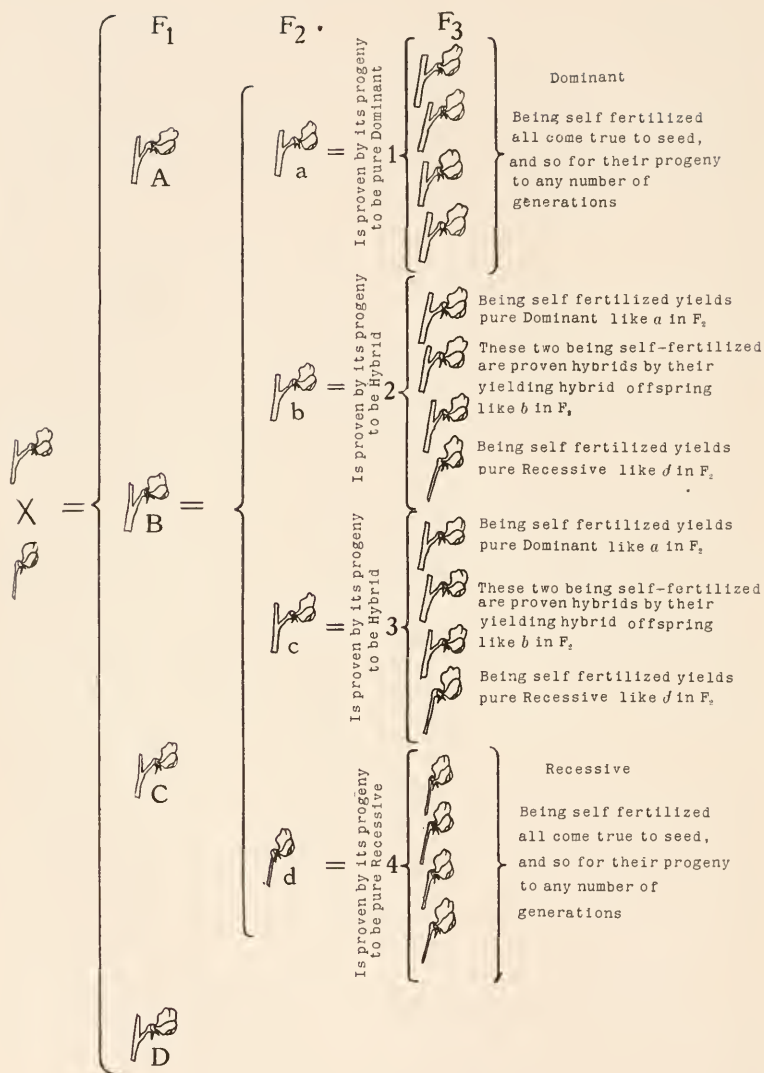 F₁ F₂ . F₃
Dominant
Being self fertilized
all come true to seed,
and so for their progeny
to any number of
generations
A
a =
Is proven by its progeny
to be pure Dominant
1
Being self fertilized yields
pure Dominant like a in F₂
These two being self-fertilized
are proven hybrids by their
yielding hybrid offspring
like b in F₂
Being self fertilized yields
pure Recessive like d in F₂
b =
Is proven by its progeny
to be Hybrid
2
X =
B =
Being self fertilized yields
pure Dominant like a in F₂
These two being self-fertilized
are proven hybrids by their
yielding hybrid offspring
like b in F₂
Being self fertilized yields
pure Recessive like d in F₂
c =
Is proven by its progeny
to be Hybrid
3
C
Recessive
Being self fertilized
all come true to seed,
and so for their progeny
to any number of
generations
d =
Is proven by its progeny
to be pure Recessive
4
D